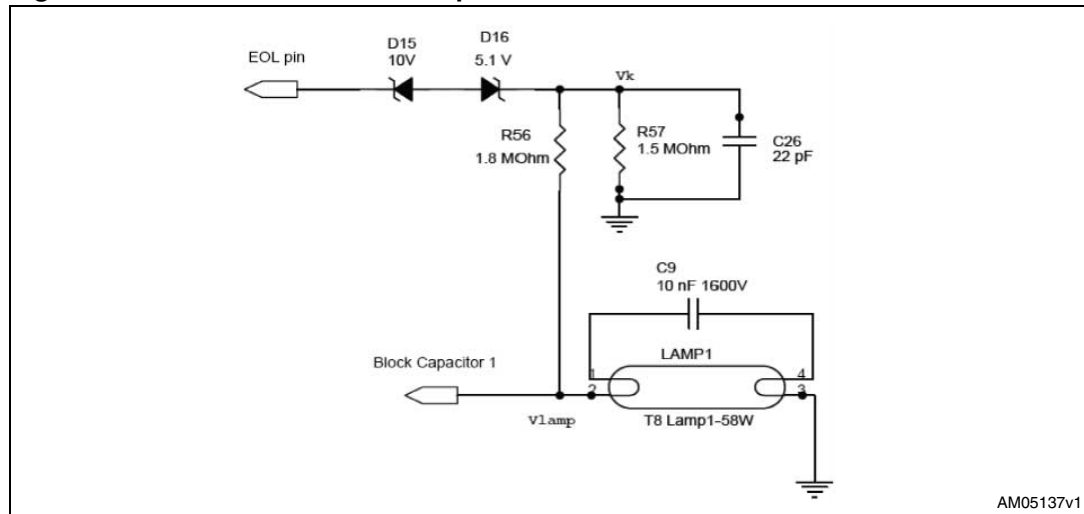 D15
10V
D16
5.1 V
EOL pin
Vk
R56
1.8 MOhm
R57
1.5 MOhm
C26
22 pF
C9
10 nF 1600V
LAMP1
Block Capacitor 1
1
2
4
3
Vlamp
T8 Lamp1-58W
AM05137v1